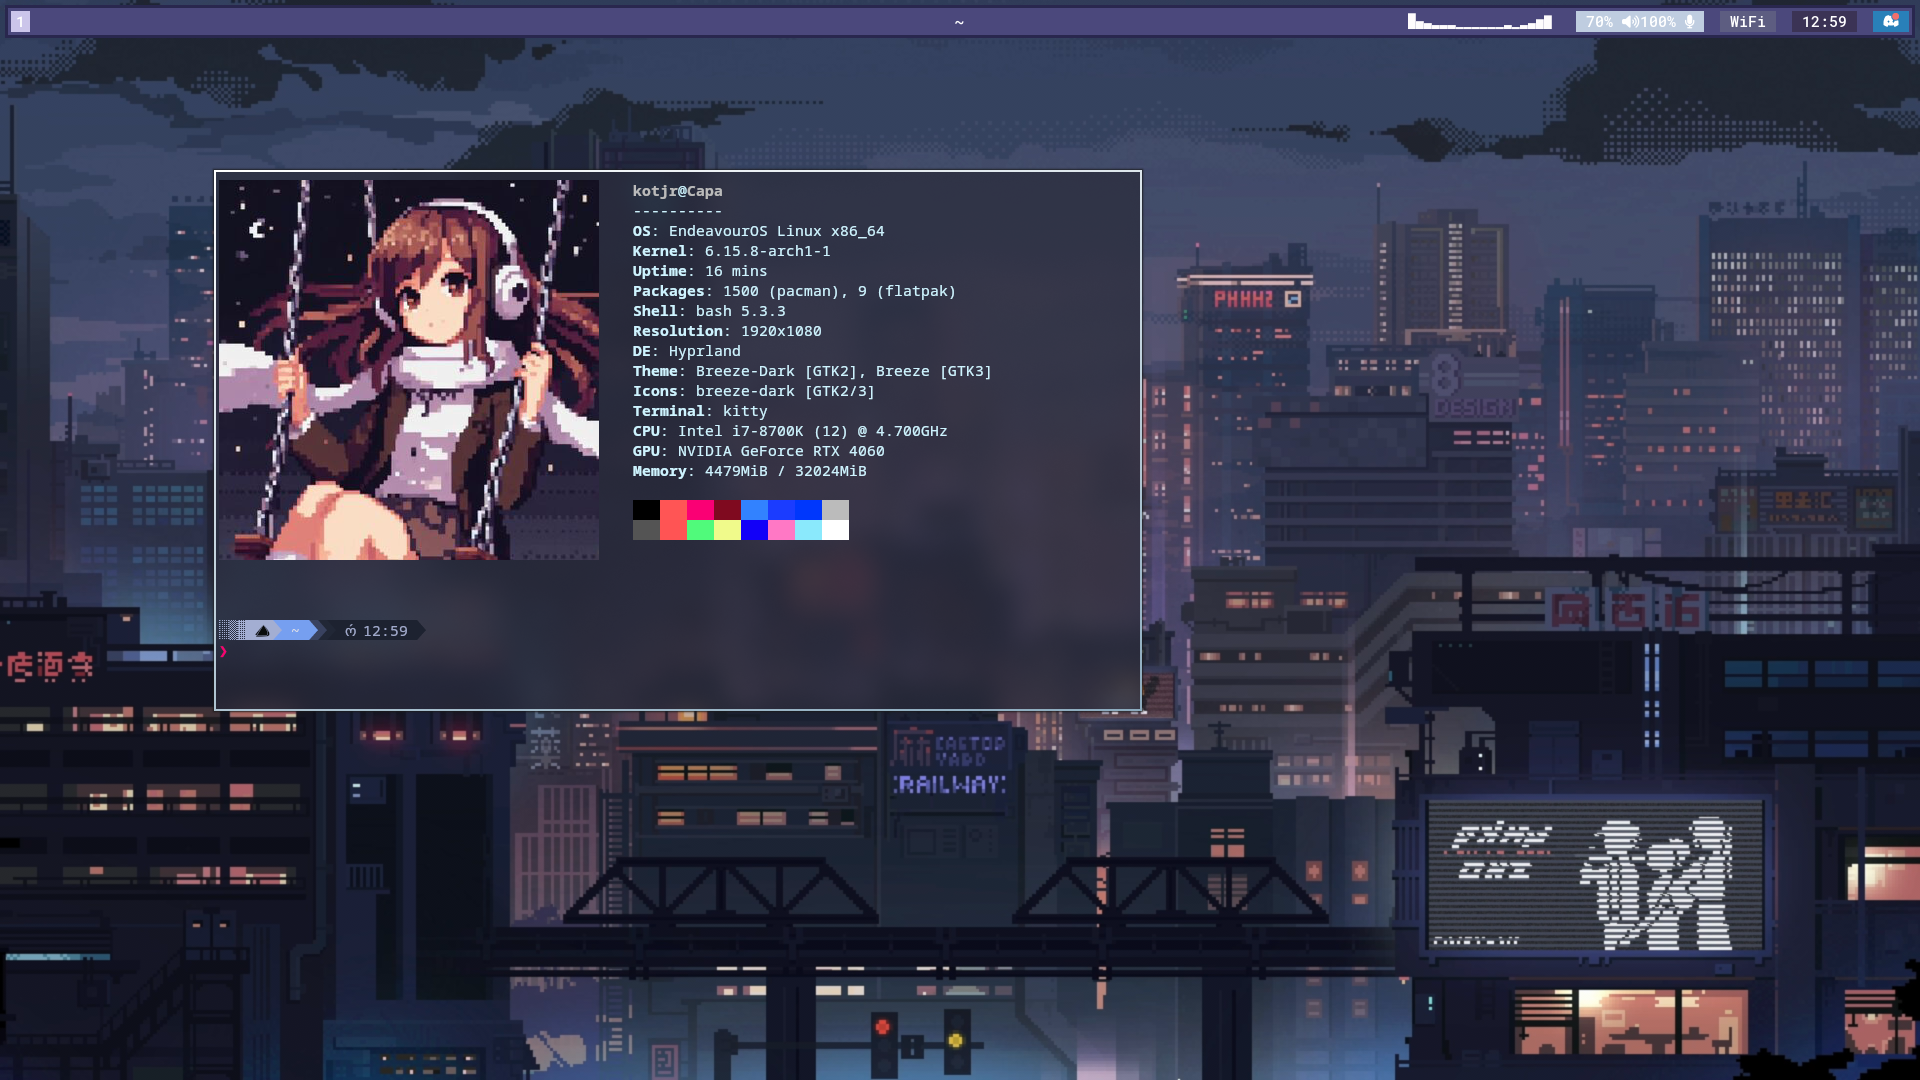 1
~
70% 100%
WiFi
12:59
kotjr@Capa
----------
OS: EndeavourOS Linux x86_64
Kernel: 6.15.8-arch1-1
Uptime: 16 mins
Packages: 1500 (pacman), 9 (flatpak)
Shell: bash 5.3.3
Resolution: 1920x1080
DE: Hyprland
Theme: Breeze-Dark [GTK2], Breeze [GTK3]
Icons: breeze-dark [GTK2/3]
Terminal: kitty
CPU: Intel i7-8700K (12) @ 4.700GHz
GPU: NVIDIA GeForce RTX 4060
Memory: 4479MiB / 32024MiB
~ 12:59
❯
8
DESIGN
CASTOR
YARD
:RAILWAY: